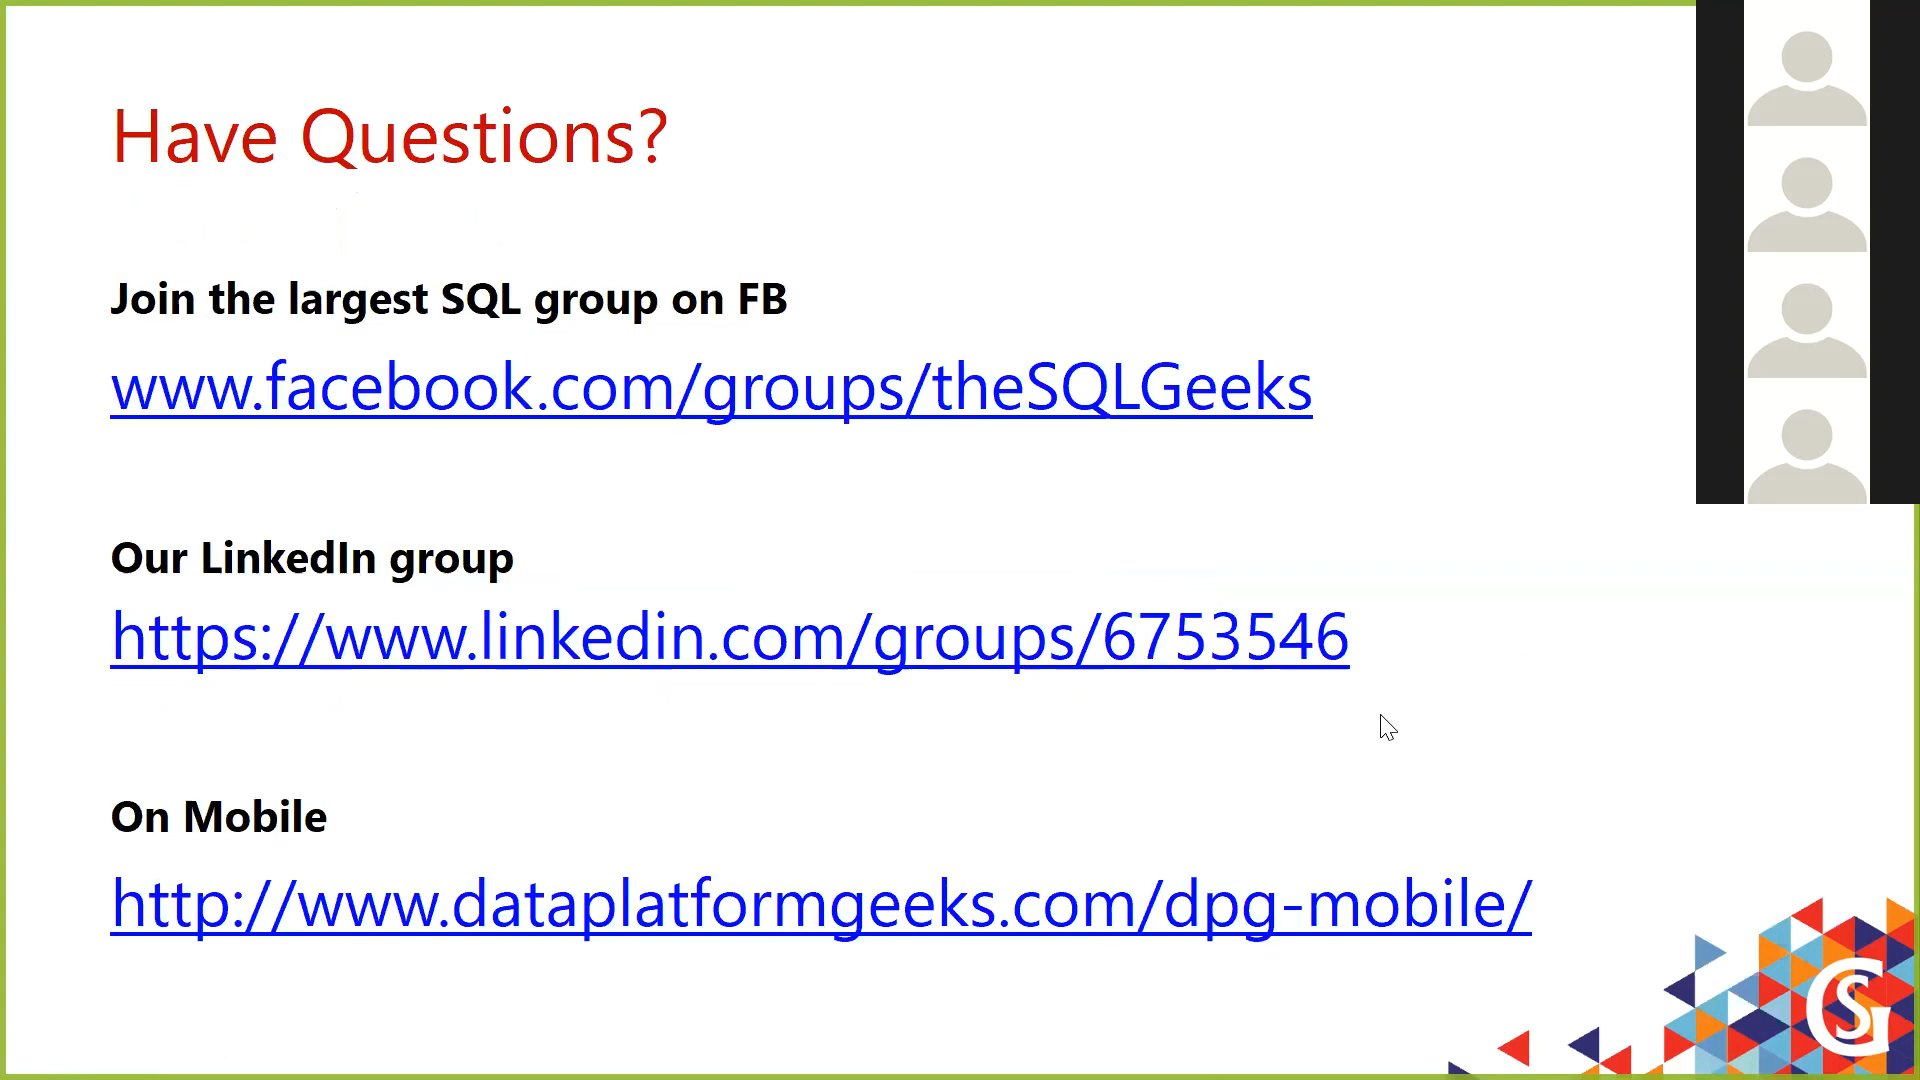 Have Questions?
Join the largest SQL group on FB
www.facebook.com/groups/theSQLGeeks
Our LinkedIn group
https://www.linkedin.com/groups/6753546
On Mobile
http://www.dataplatformgeeks.com/dpg-mobile/
GS